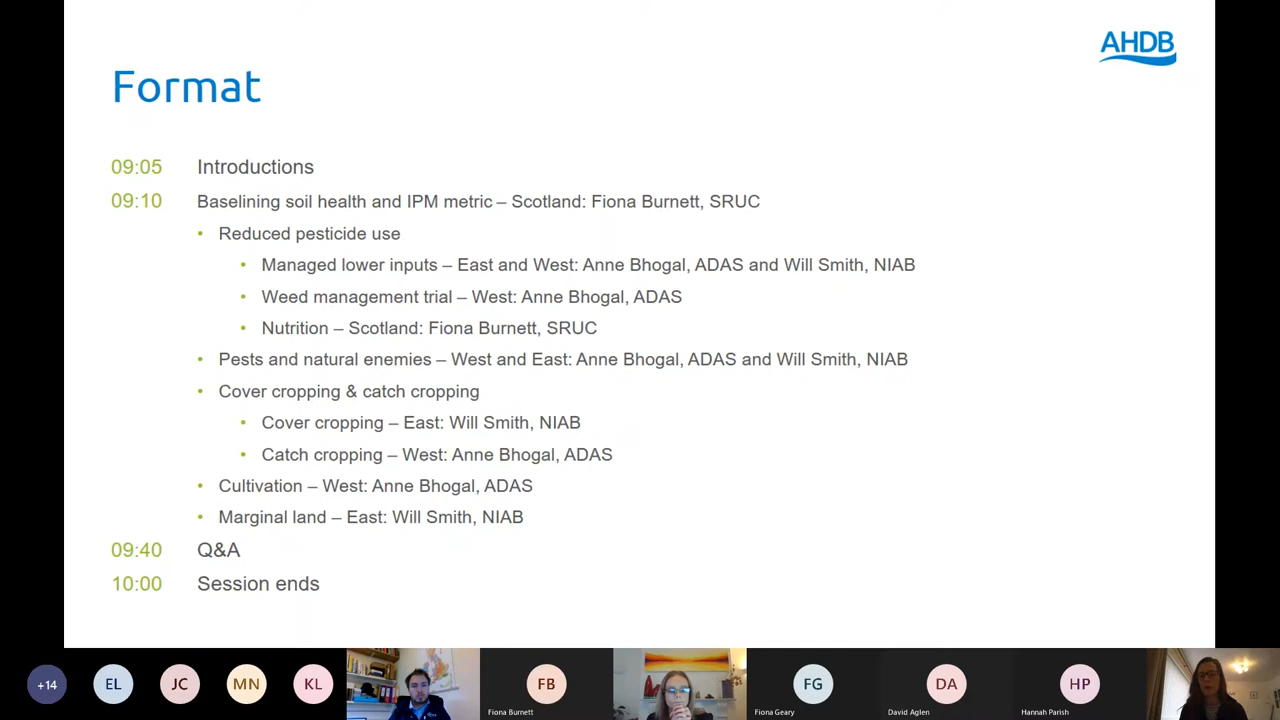 AHDB
Format
09:05 Introductions
09:10 Baselining soil health and IPM metric – Scotland: Fiona Burnett, SRUC
• Reduced pesticide use
• Managed lower inputs – East and West: Anne Bhogal, ADAS and Will Smith, NIAB
• Weed management trial – West: Anne Bhogal, ADAS
• Nutrition – Scotland: Fiona Burnett, SRUC
• Pests and natural enemies – West and East: Anne Bhogal, ADAS and Will Smith, NIAB
• Cover cropping & catch cropping
• Cover cropping – East: Will Smith, NIAB
• Catch cropping – West: Anne Bhogal, ADAS
• Cultivation – West: Anne Bhogal, ADAS
• Marginal land – East: Will Smith, NIAB
09:40 Q&A
10:00 Session ends
+14 EL JC MN KL FB FG DA HP
Fiona Burnett Fiona Geary David Aglen Hannah Parish